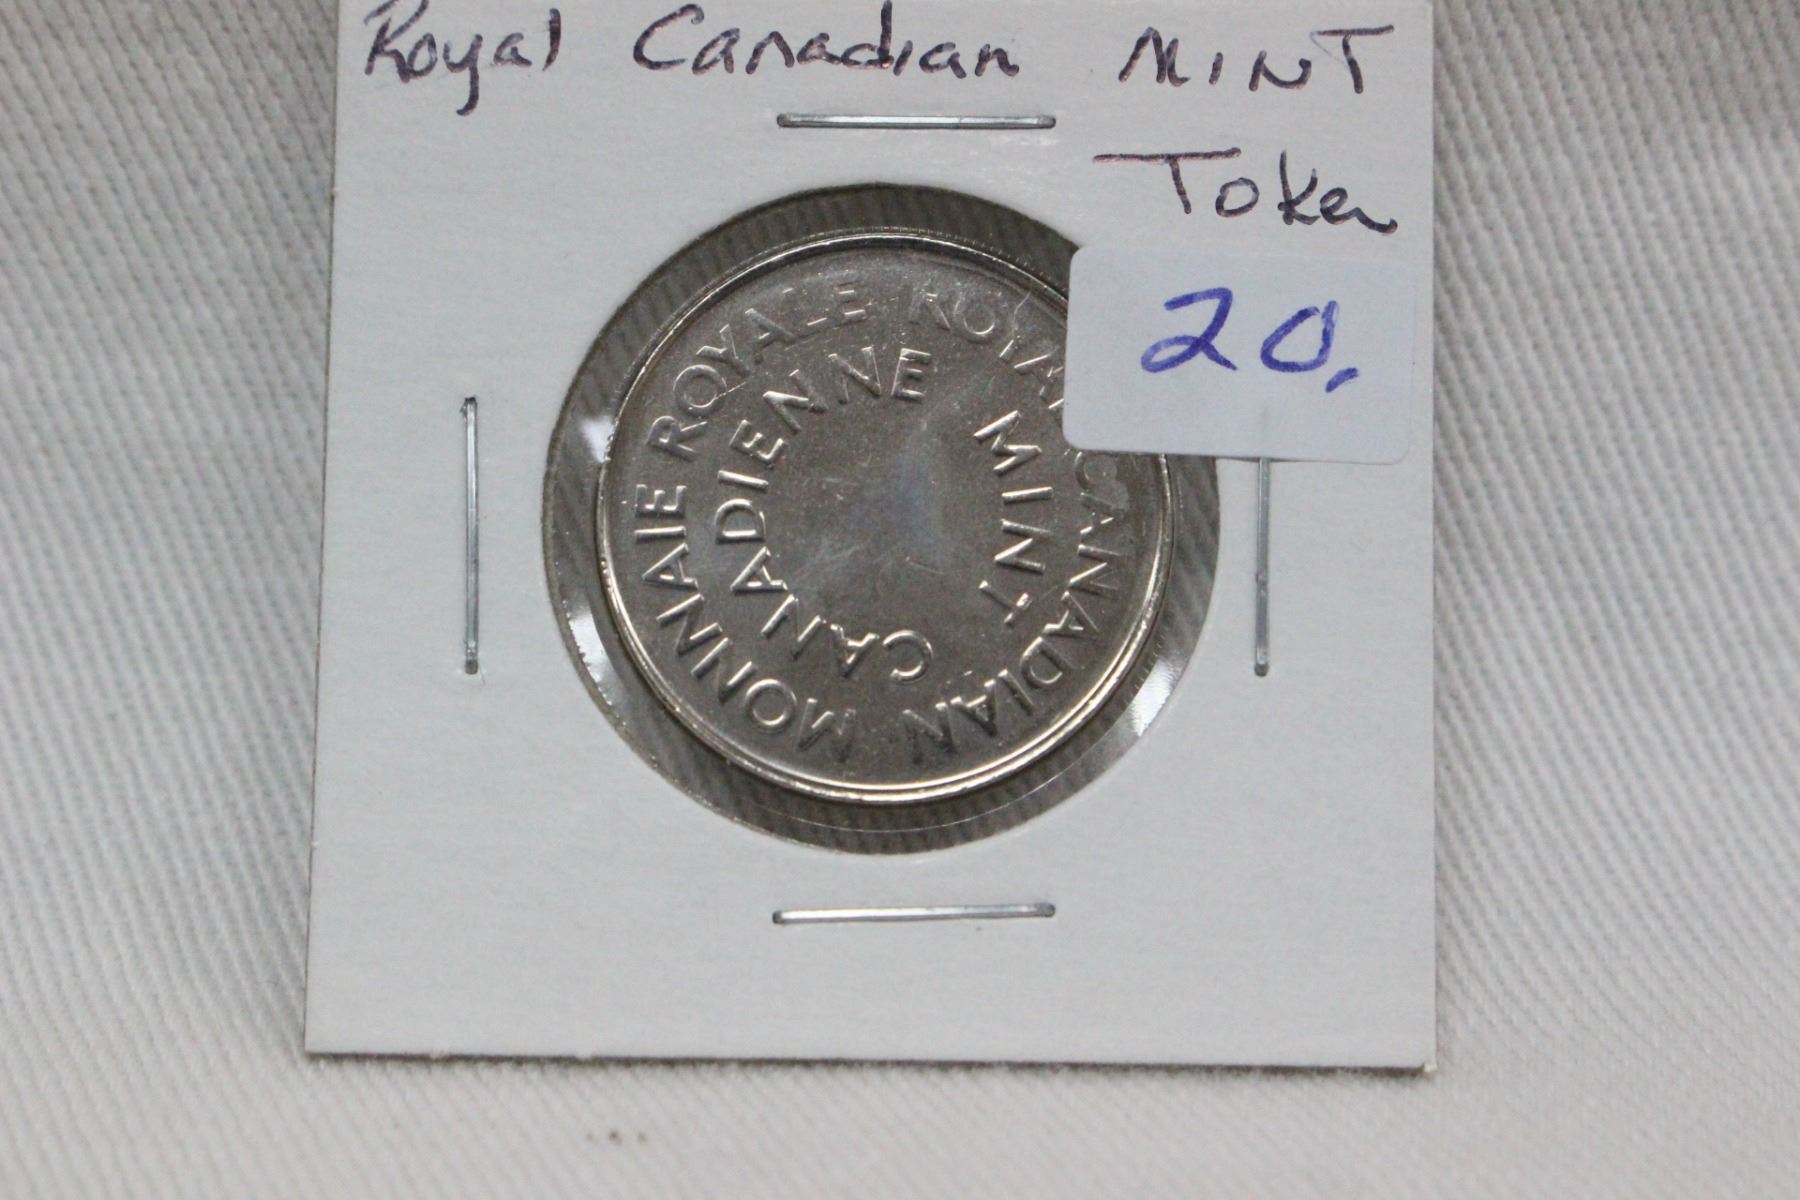 Royal Canadian MINT
Token
20.
MONNAIE ROYALE
CANADIENNE
ROYAL CANADIAN
MINT